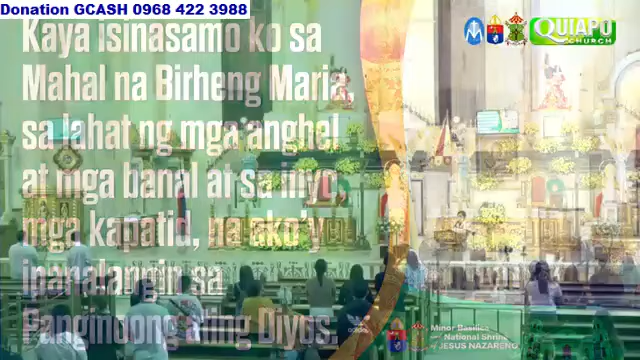 Donation GCASH 0968 422 3988
QUIAPO
CHURCH
Kaya isinasamo ko sa
Mahal na Birheng Maria,
sa lahat ng mga anghel
at mga banal at sa inyo
mga kapatid, na ako'y
ipanalangin sa
Panginoong ating Diyos.
Minor Basilica
National Shrine
of JESUS NAZARENO